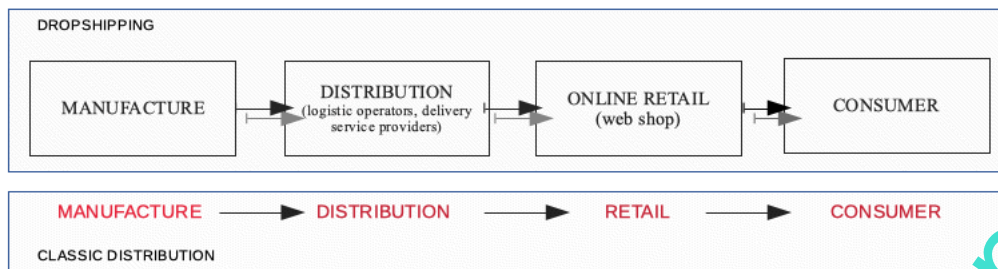 DROPSHIPPING
MANUFACTURE
DISTRIBUTION
(logistic operators, delivery
service providers)
ONLINE RETAIL
(web shop)
CONSUMER
MANUFACTURE DISTRIBUTION RETAIL CONSUMER
CLASSIC DISTRIBUTION